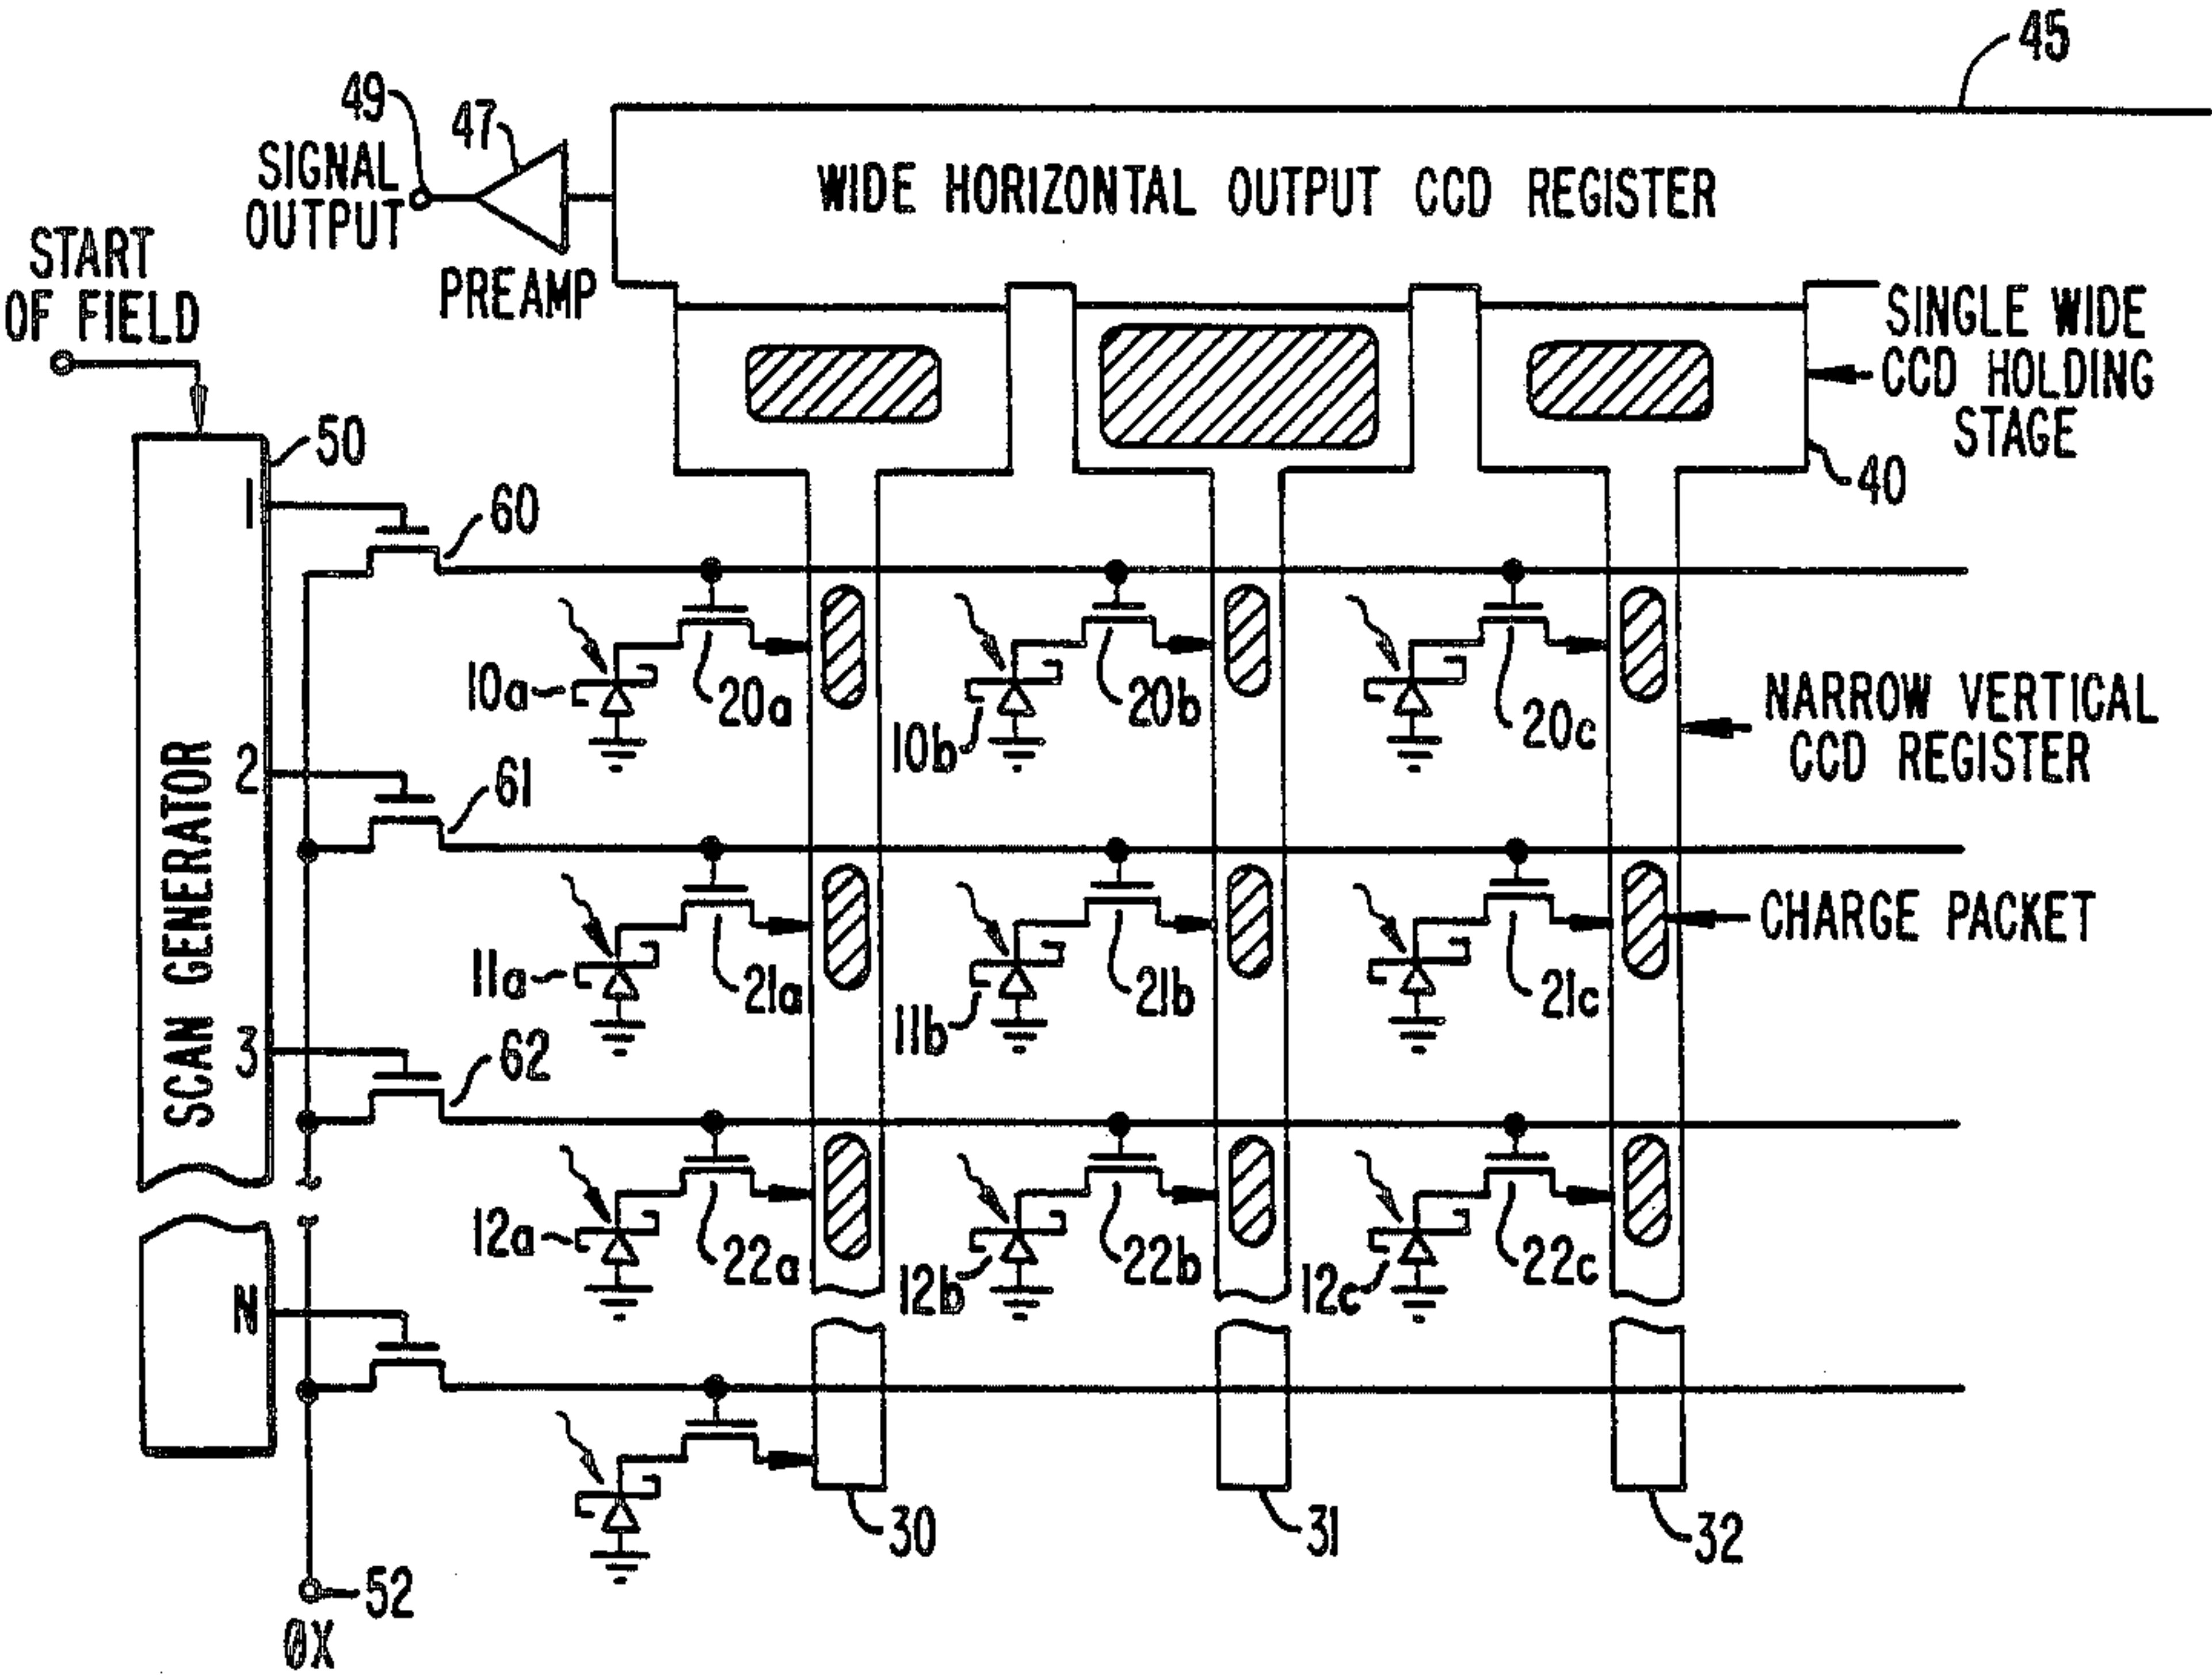 45
49
47
SIGNAL
OUTPUT
PREAMP
WIDE HORIZONTAL OUTPUT CCD REGISTER
START
OF FIELD
SINGLE WIDE
CCD HOLDING
STAGE
40
50
1
60
10a
20a
10b
20b
20c
NARROW VERTICAL
CCD REGISTER
SCAN GENERATOR
2
61
11a
21a
11b
21b
21c
CHARGE PACKET
3
62
12a
22a
12b
22b
12c
22c
N
30
31
32
52
ØX